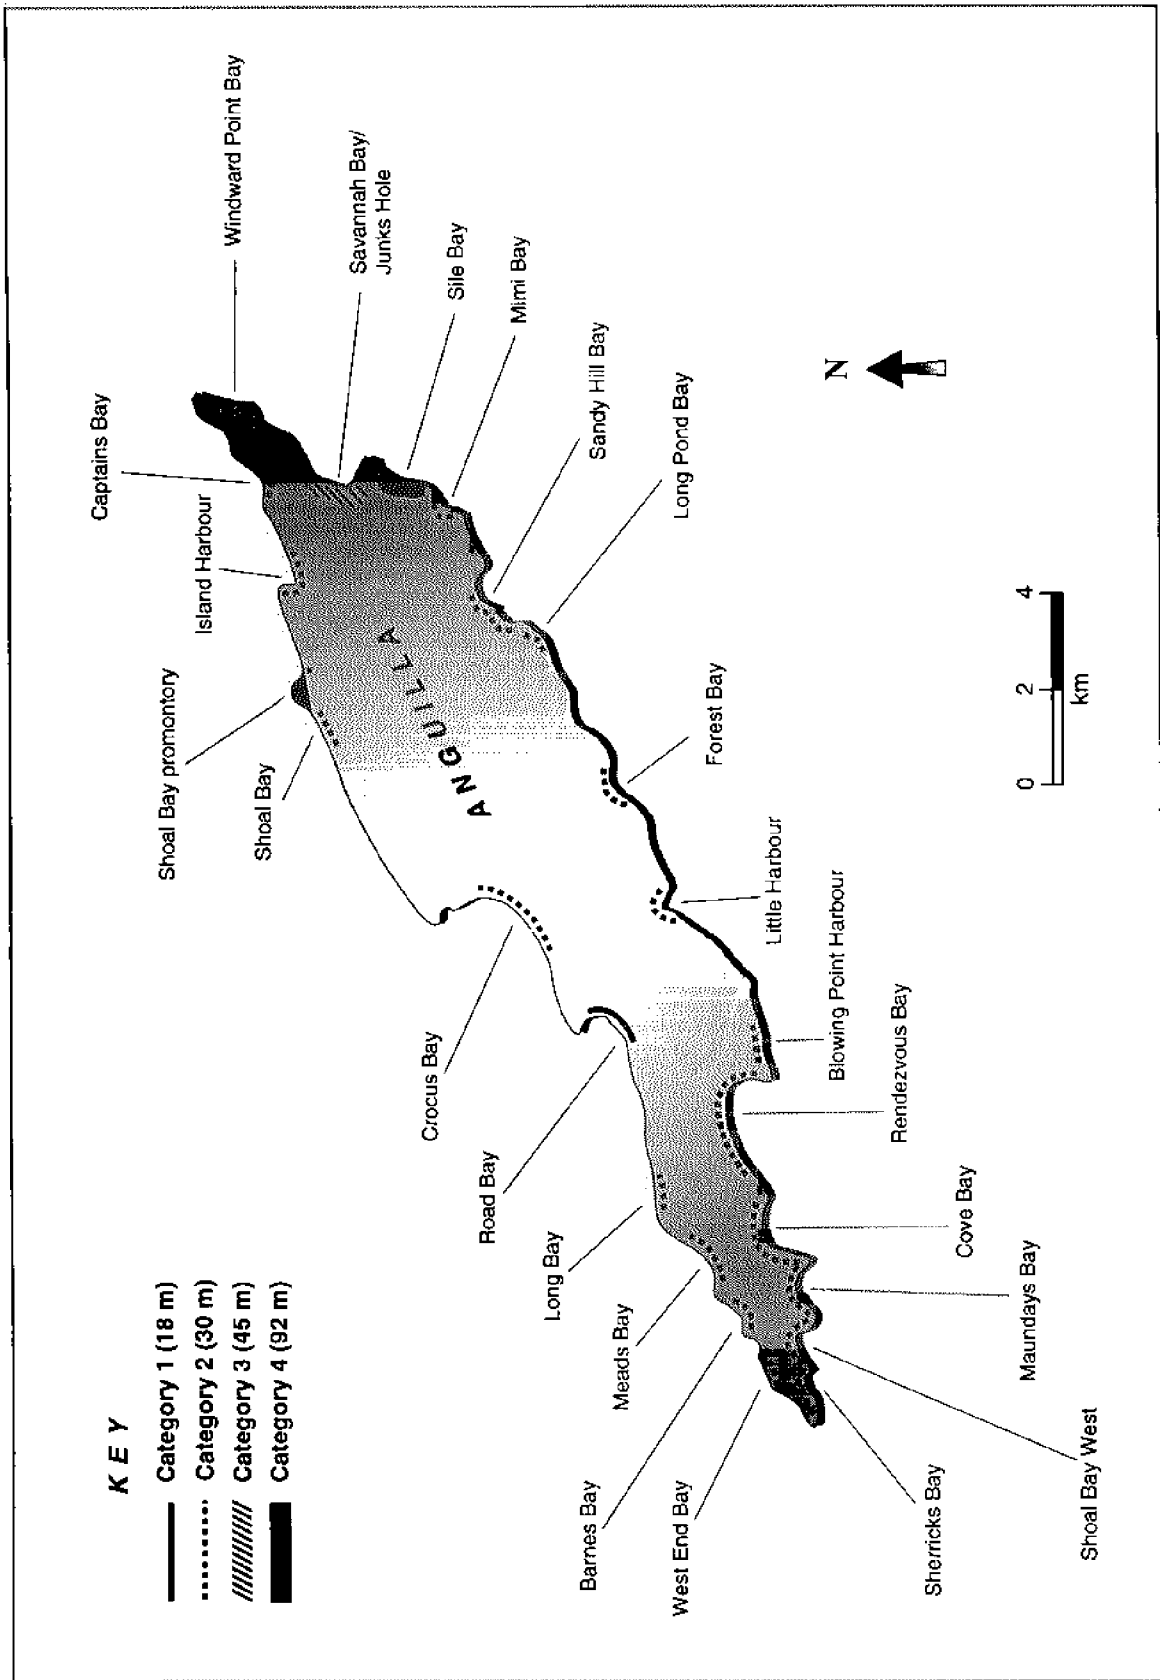 KEY
Category 1 (18 m)
Category 2 (30 m)
Category 3 (45 m)
Category 4 (92 m)
Captains Bay
Windward Point Bay
Island Harbour
Shoal Bay promontory
Shoal Bay
Savannah Bay/
Junks Hole
Sile Bay
Mimi Bay
Sandy Hill Bay
Long Pond Bay
ANGUILLA
Crocus Bay
Road Bay
Long Bay
Meads Bay
Barnes Bay
West End Bay
Forest Bay
Little Harbour
Blowing Point Harbour
Rendezvous Bay
Cove Bay
Maundays Bay
Shoal Bay West
Sherricks Bay
N
0 2 4
km